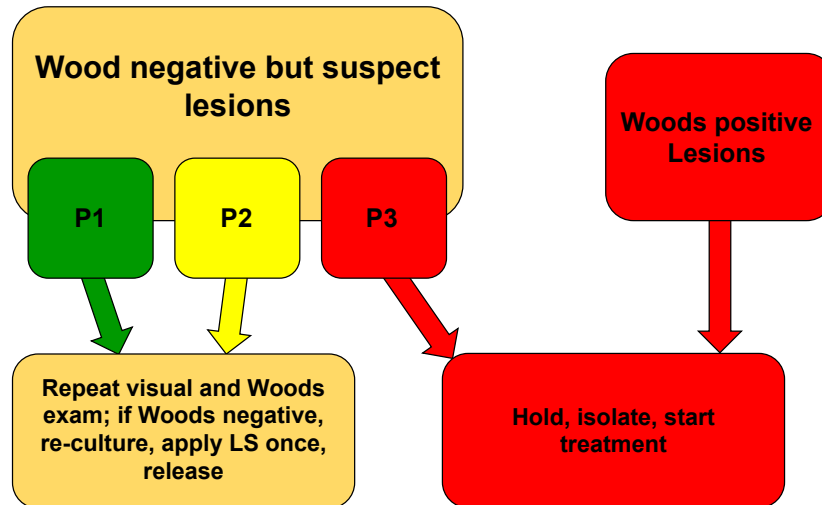 Wood negative but suspect
lesions
Woods positive
Lesions
P1
P2
P3
Repeat visual and Woods
exam; if Woods negative,
re-culture, apply LS once,
release
Hold, isolate, start
treatment